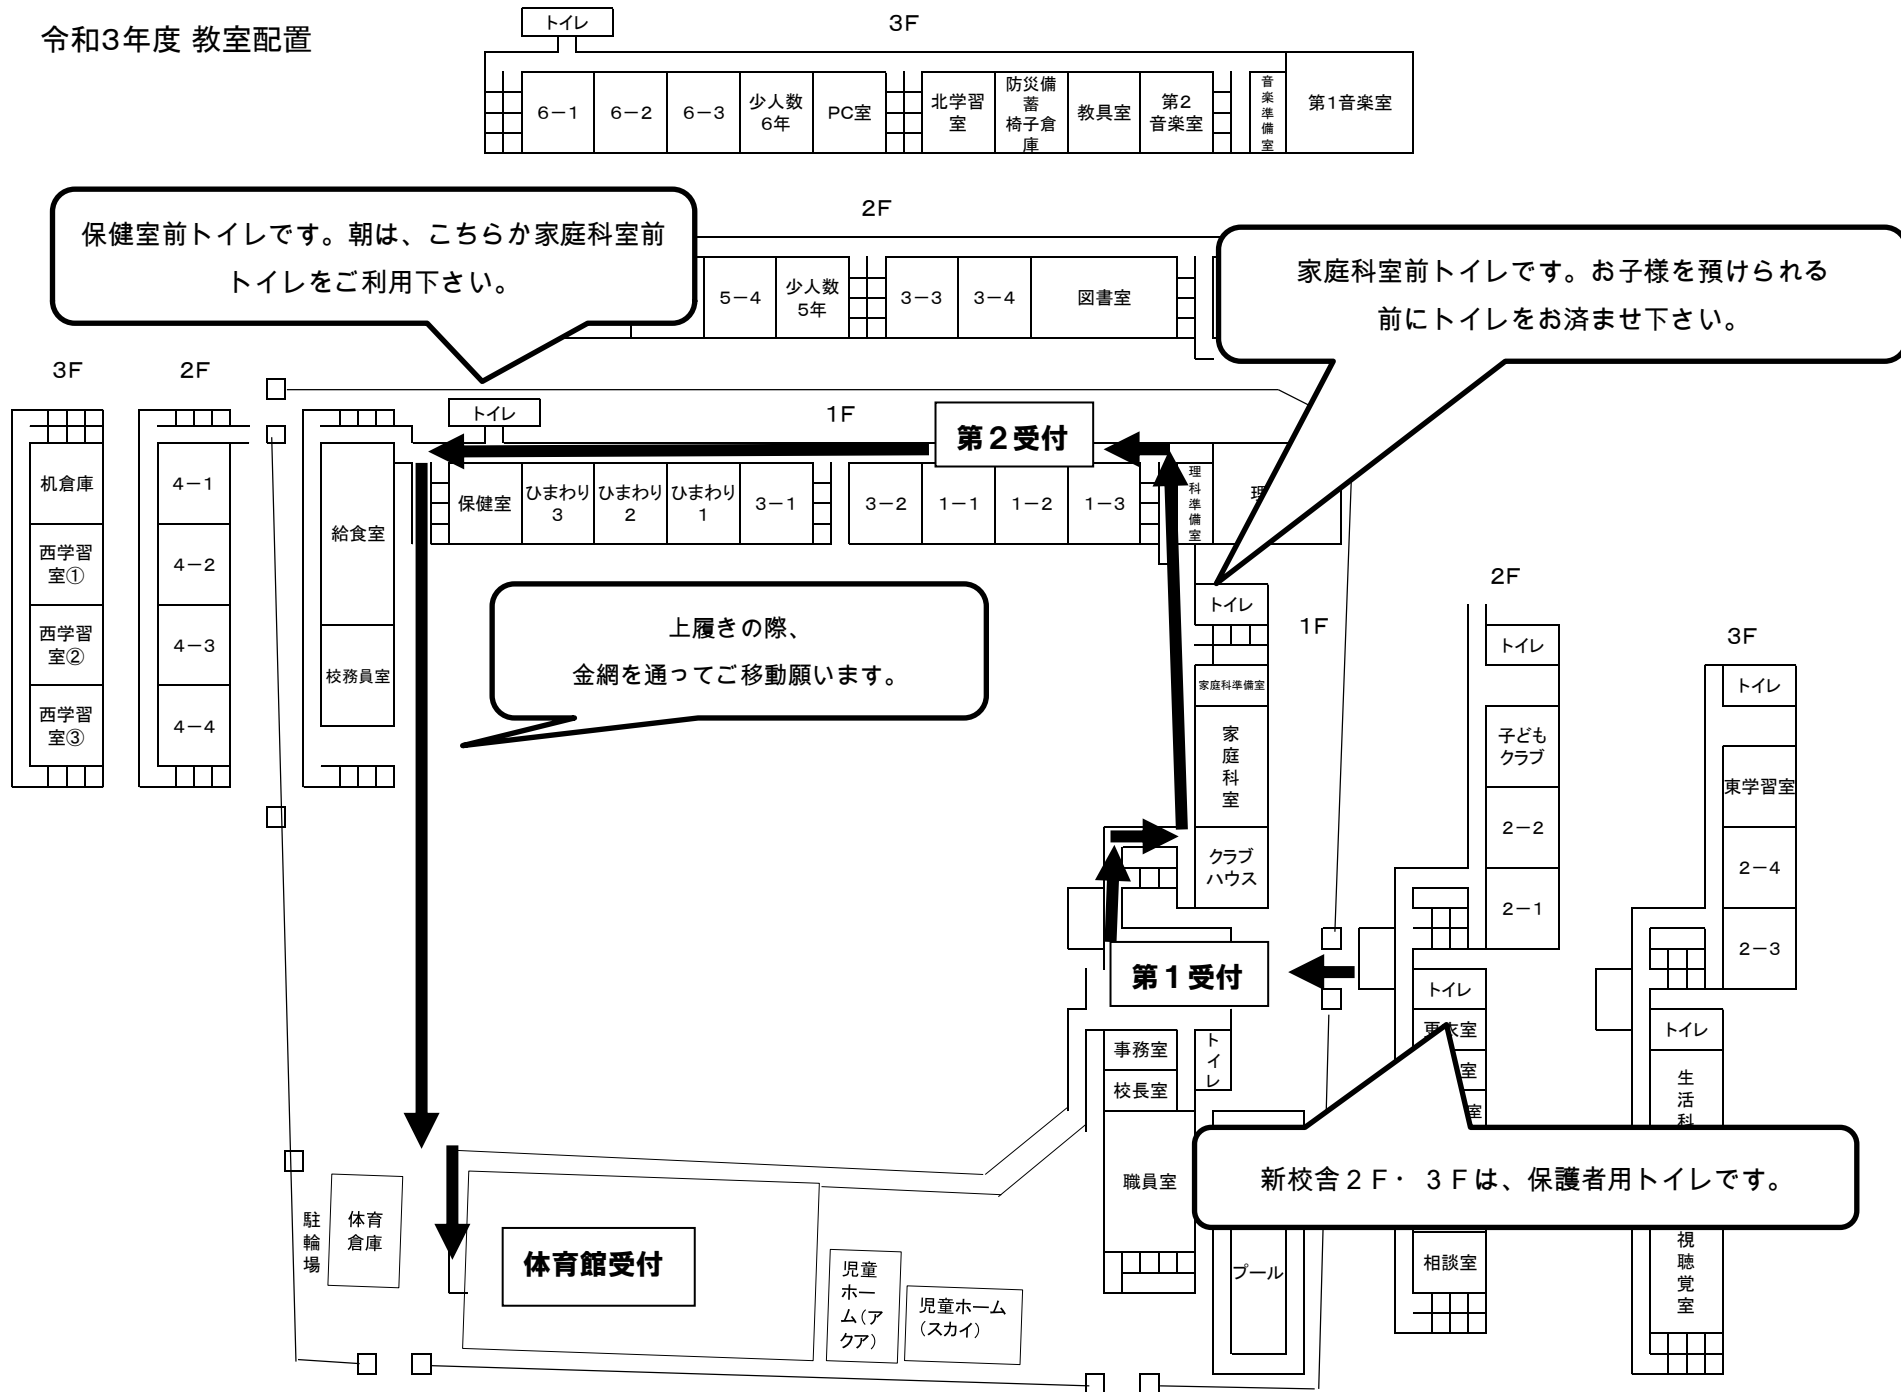 令和3年度 教室配置
3F
トイレ
6－1
6－2
6－3
少人数
6年
PC室
北学習
室
防災備
蓄
椅子倉
庫
教具室
第2
音楽室
音楽準備室
第1音楽室
2F
保健室前トイレです。朝は、こちらか家庭科室前
トイレをご利用下さい。
5－4
少人数
5年
3－3
3－4
図書室
家庭科室前トイレです。お子様を預けられる
前にトイレをお済ませ下さい。
3F
2F
1F
トイレ
第２受付
机倉庫
西学習
室①
西学習
室②
西学習
室③
4－1
4－2
4－3
4－4
給食室
校務員室
保健室
ひまわり
3
ひまわり
2
ひまわり
1
3－1
3－2
1－1
1－2
1－3
理科準備室
理
上履きの際、
金網を通ってご移動願います。
トイレ
1F
家庭科準備室
家庭科室
クラブ
ハウス
2F
トイレ
子ども
クラブ
2－2
2－1
3F
トイレ
東学習室
2－4
2－3
第１受付
トイレ
室
室
室
トイレ
生活科
事務室
校長室
トイレ
職員室
新校舎２Ｆ・３Ｆは、保護者用トイレです。
相談室
視聴覚室
プール
駐輪場
体育
倉庫
体育館受付
児童
ホー
ム（ア
クア）
児童ホーム
（スカイ）